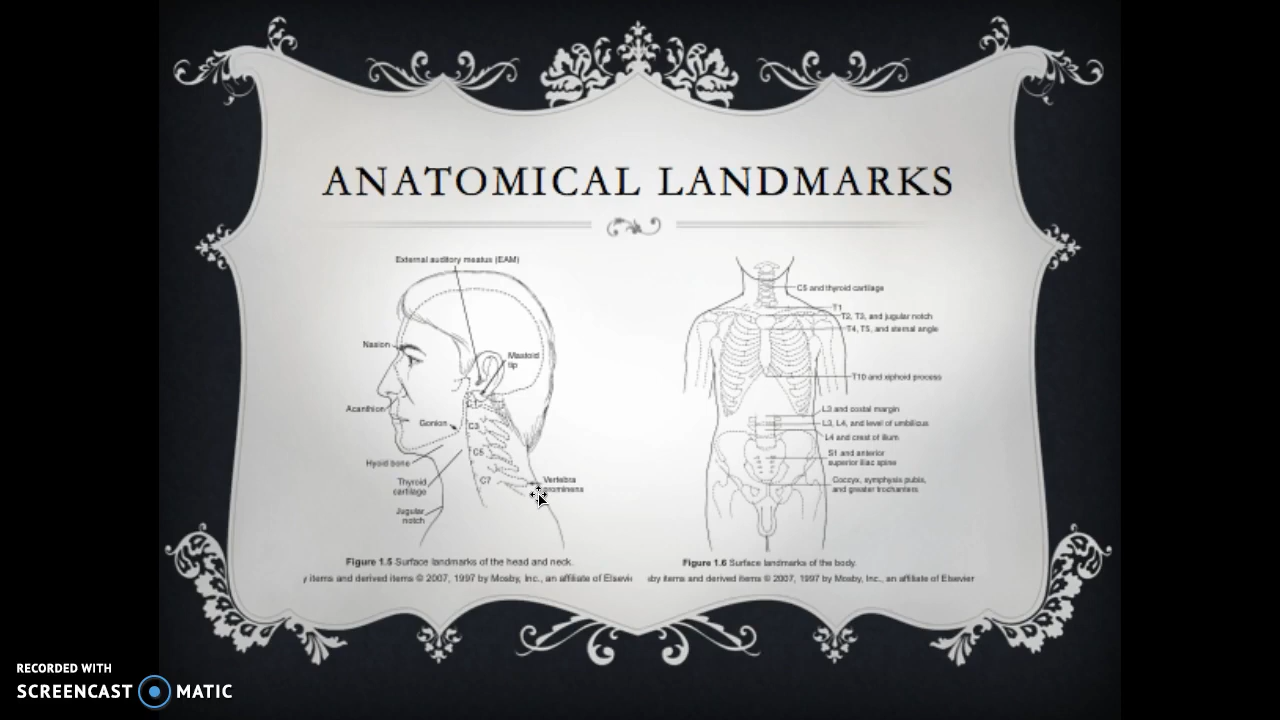 ANATOMICAL LANDMARKS
External auditory meatus (EAM)
Nasion
Mastoid
tip
Acanthion
Gonion
C1
C3
C5
C7
Hyoid bone
Thyroid
cartilage
Jugular
notch
Vertebra
prominens
Figure 1.5 Surface landmarks of the head and neck.
y items and derived items © 2007, 1997 by Mosby, Inc., an affiliate of Elsevie
C5 and thyroid cartilage
T1
T2, T3, and jugular notch
T4, T5, and sternal angle
T10 and xiphoid process
L3 and costal margin
L3, L4, and level of umbilicus
L4 and crest of ilium
S1 and anterior
superior iliac spine
Coccyx, symphysis pubis,
and greater trochanters
Figure 1.6 Surface landmarks of the body.
sby items and derived items © 2007, 1997 by Mosby, Inc., an affiliate of Elsevier
RECORDED WITH
SCREENCAST MATIC